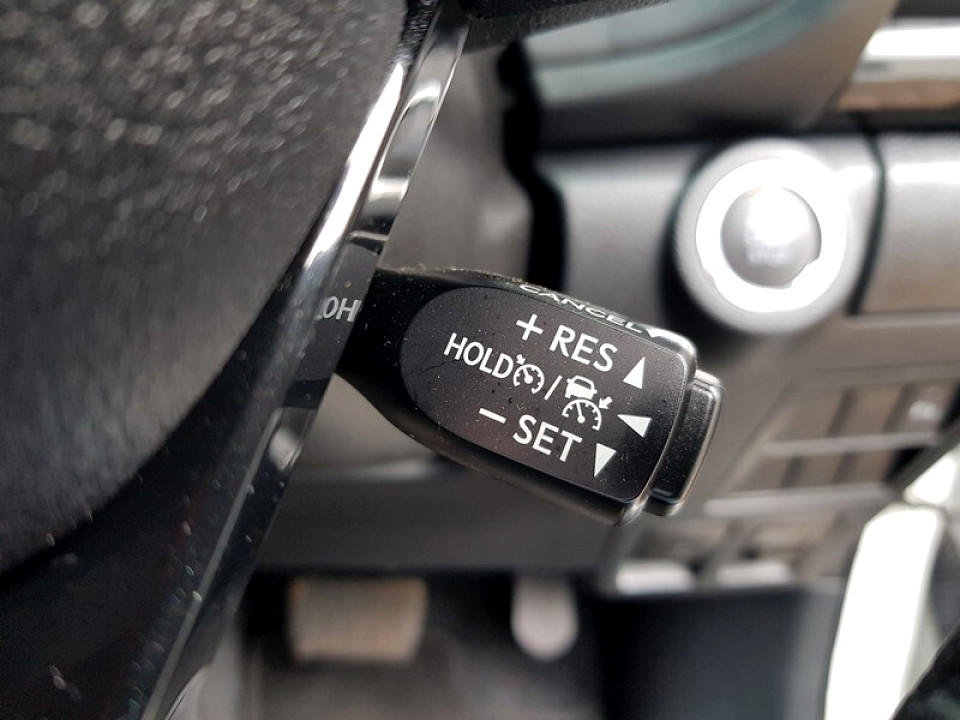 CANCEL
+ RES
HOLD /
− SET